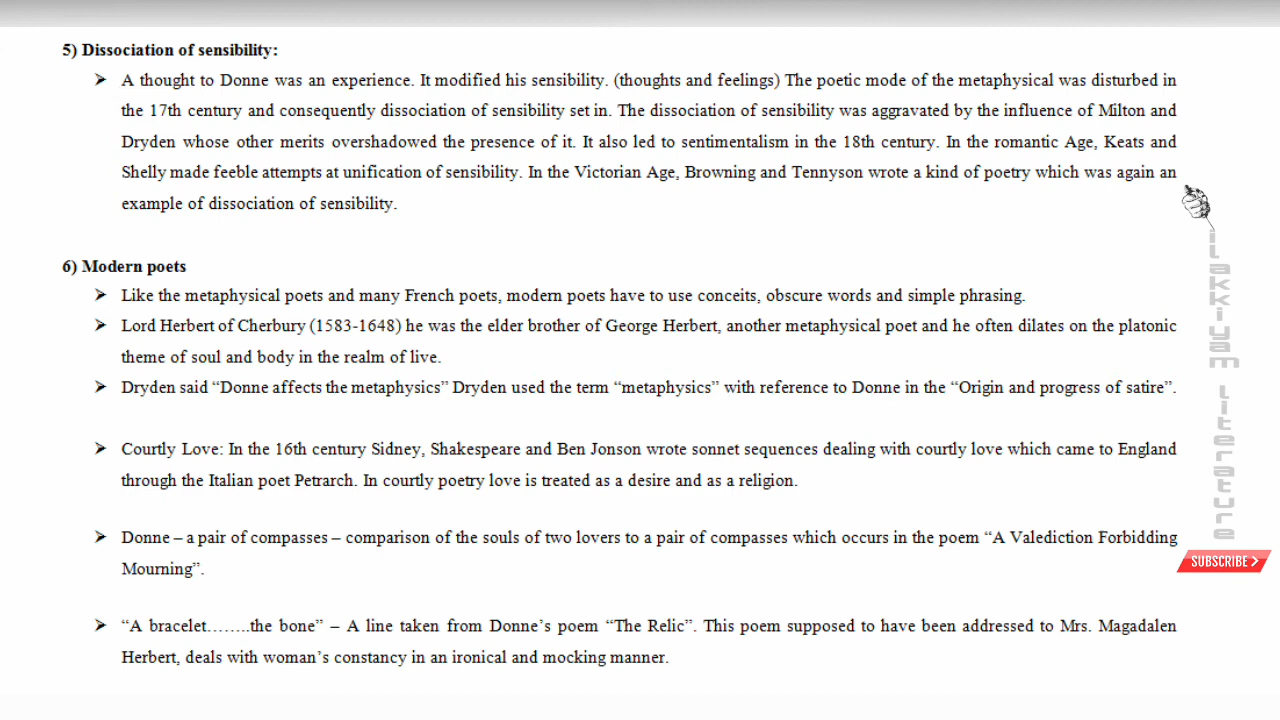 5) Dissociation of sensibility:
➤ A thought to Donne was an experience. It modified his sensibility. (thoughts and feelings) The poetic mode of the metaphysical was disturbed in
the 17th century and consequently dissociation of sensibility set in. The dissociation of sensibility was aggravated by the influence of Milton and
Dryden whose other merits overshadowed the presence of it. It also led to sentimentalism in the 18th century. In the romantic Age, Keats and
Shelly made feeble attempts at unification of sensibility. In the Victorian Age, Browning and Tennyson wrote a kind of poetry which was again an
example of dissociation of sensibility.
6) Modern poets
➤ Like the metaphysical poets and many French poets, modern poets have to use conceits, obscure words and simple phrasing.
➤ Lord Herbert of Cherbury (1583-1648) he was the elder brother of George Herbert, another metaphysical poet and he often dilates on the platonic
theme of soul and body in the realm of live.
➤ Dryden said “Donne affects the metaphysics” Dryden used the term “metaphysics” with reference to Donne in the “Origin and progress of satire”.
➤ Courtly Love: In the 16th century Sidney, Shakespeare and Ben Jonson wrote sonnet sequences dealing with courtly love which came to England
through the Italian poet Petrarch. In courtly poetry love is treated as a desire and as a religion.
➤ Donne – a pair of compasses – comparison of the souls of two lovers to a pair of compasses which occurs in the poem “A Valediction Forbidding
Mourning”.
➤ “A bracelet……..the bone” – A line taken from Donne’s poem “The Relic”. This poem supposed to have been addressed to Mrs. Magadalen
Herbert, deals with woman’s constancy in an ironical and mocking manner.
iLakkiyam Literature
SUBSCRIBE >